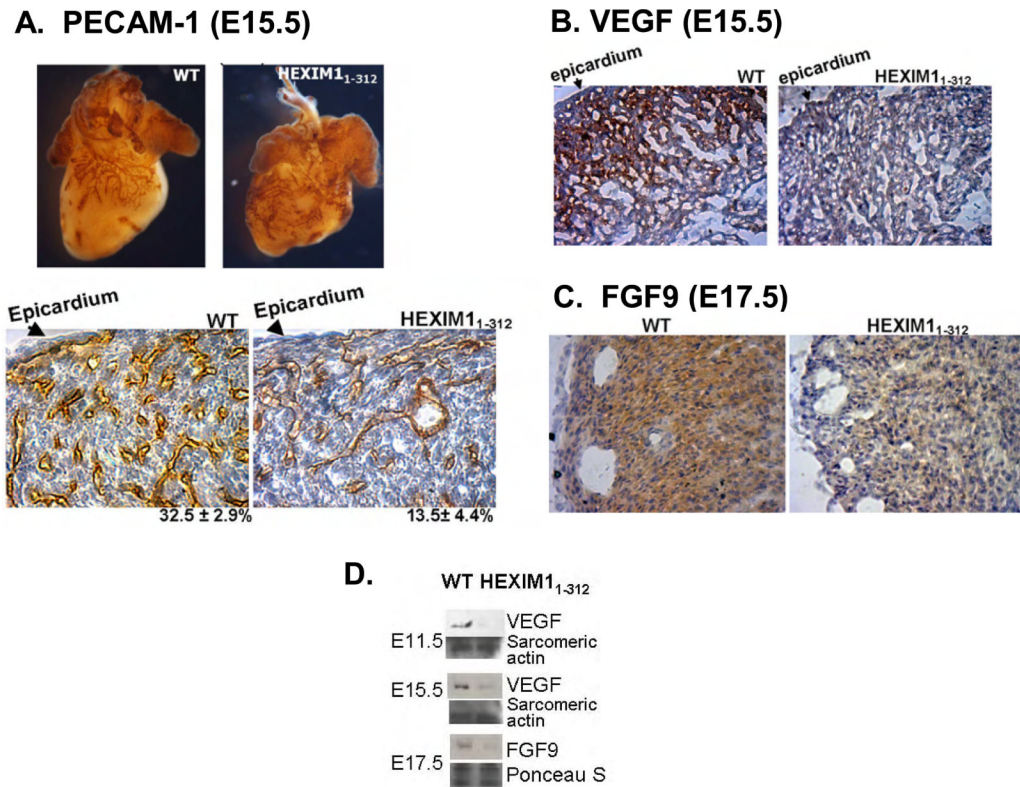 A. PECAM-1 (E15.5)
WT
HEXIM1₁₋₃₁₂
Epicardium
WT
Epicardium
HEXIM1₁₋₃₁₂
32.5 ± 2.9%
13.5± 4.4%
B. VEGF (E15.5)
epicardium
WT
epicardium
HEXIM1₁₋₃₁₂
C. FGF9 (E17.5)
WT
HEXIM1₁₋₃₁₂
D.
WT HEXIM1₁₋₃₁₂
E11.5
VEGF
Sarcomeric
actin
E15.5
VEGF
Sarcomeric
actin
E17.5
FGF9
Ponceau S